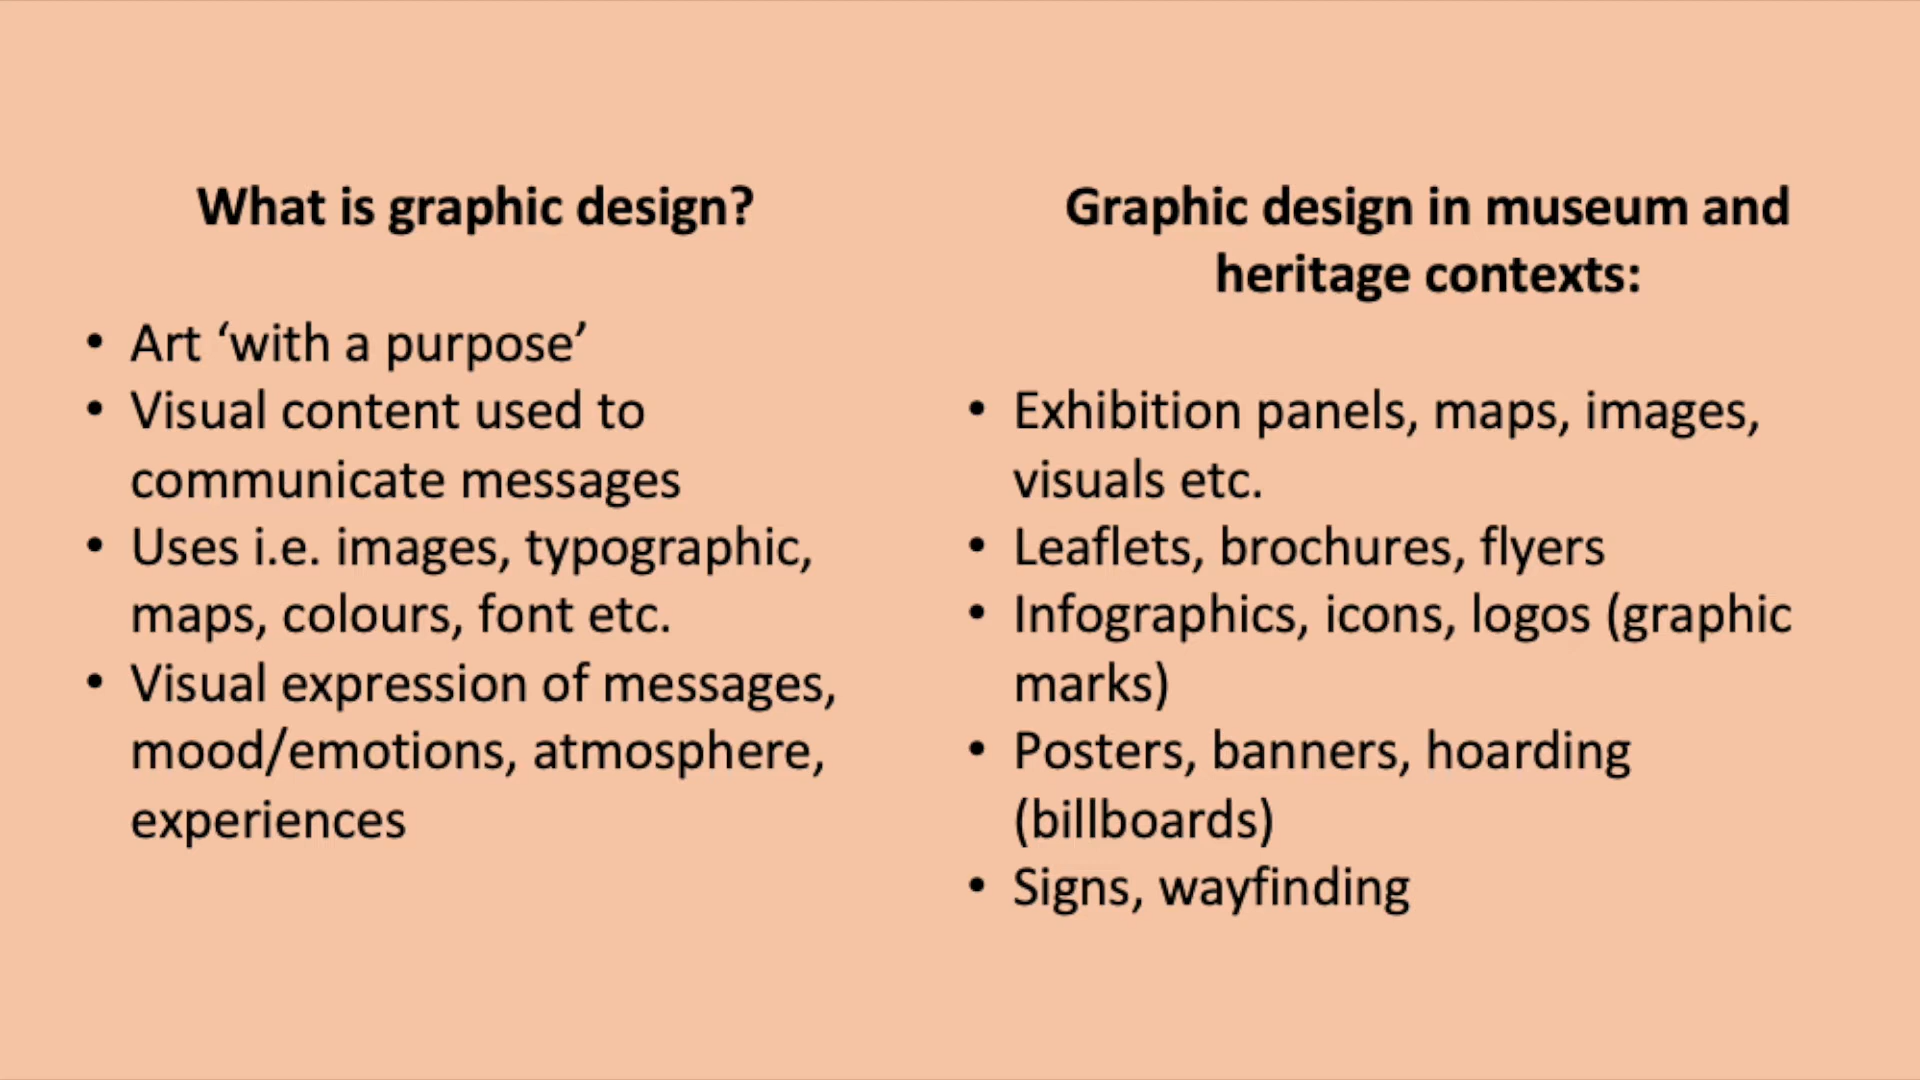 What is graphic design?
• Art ‘with a purpose’
• Visual content used to
communicate messages
• Uses i.e. images, typographic,
maps, colours, font etc.
• Visual expression of messages,
mood/emotions, atmosphere,
experiences
Graphic design in museum and
heritage contexts:
• Exhibition panels, maps, images,
visuals etc.
• Leaflets, brochures, flyers
• Infographics, icons, logos (graphic
marks)
• Posters, banners, hoarding
(billboards)
• Signs, wayfinding